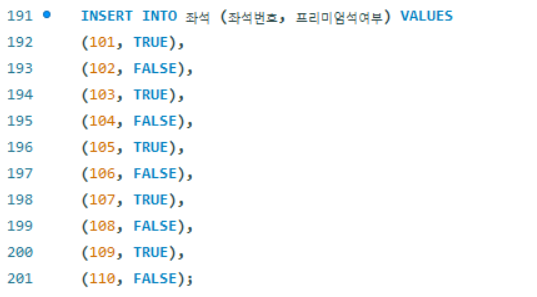 191 INSERT INTO 좌석 (좌석번호, 프리미엄석여부) VALUES
192 (101, TRUE),
193 (102, FALSE),
194 (103, TRUE),
195 (104, FALSE),
196 (105, TRUE),
197 (106, FALSE),
198 (107, TRUE),
199 (108, FALSE),
200 (109, TRUE),
201 (110, FALSE);